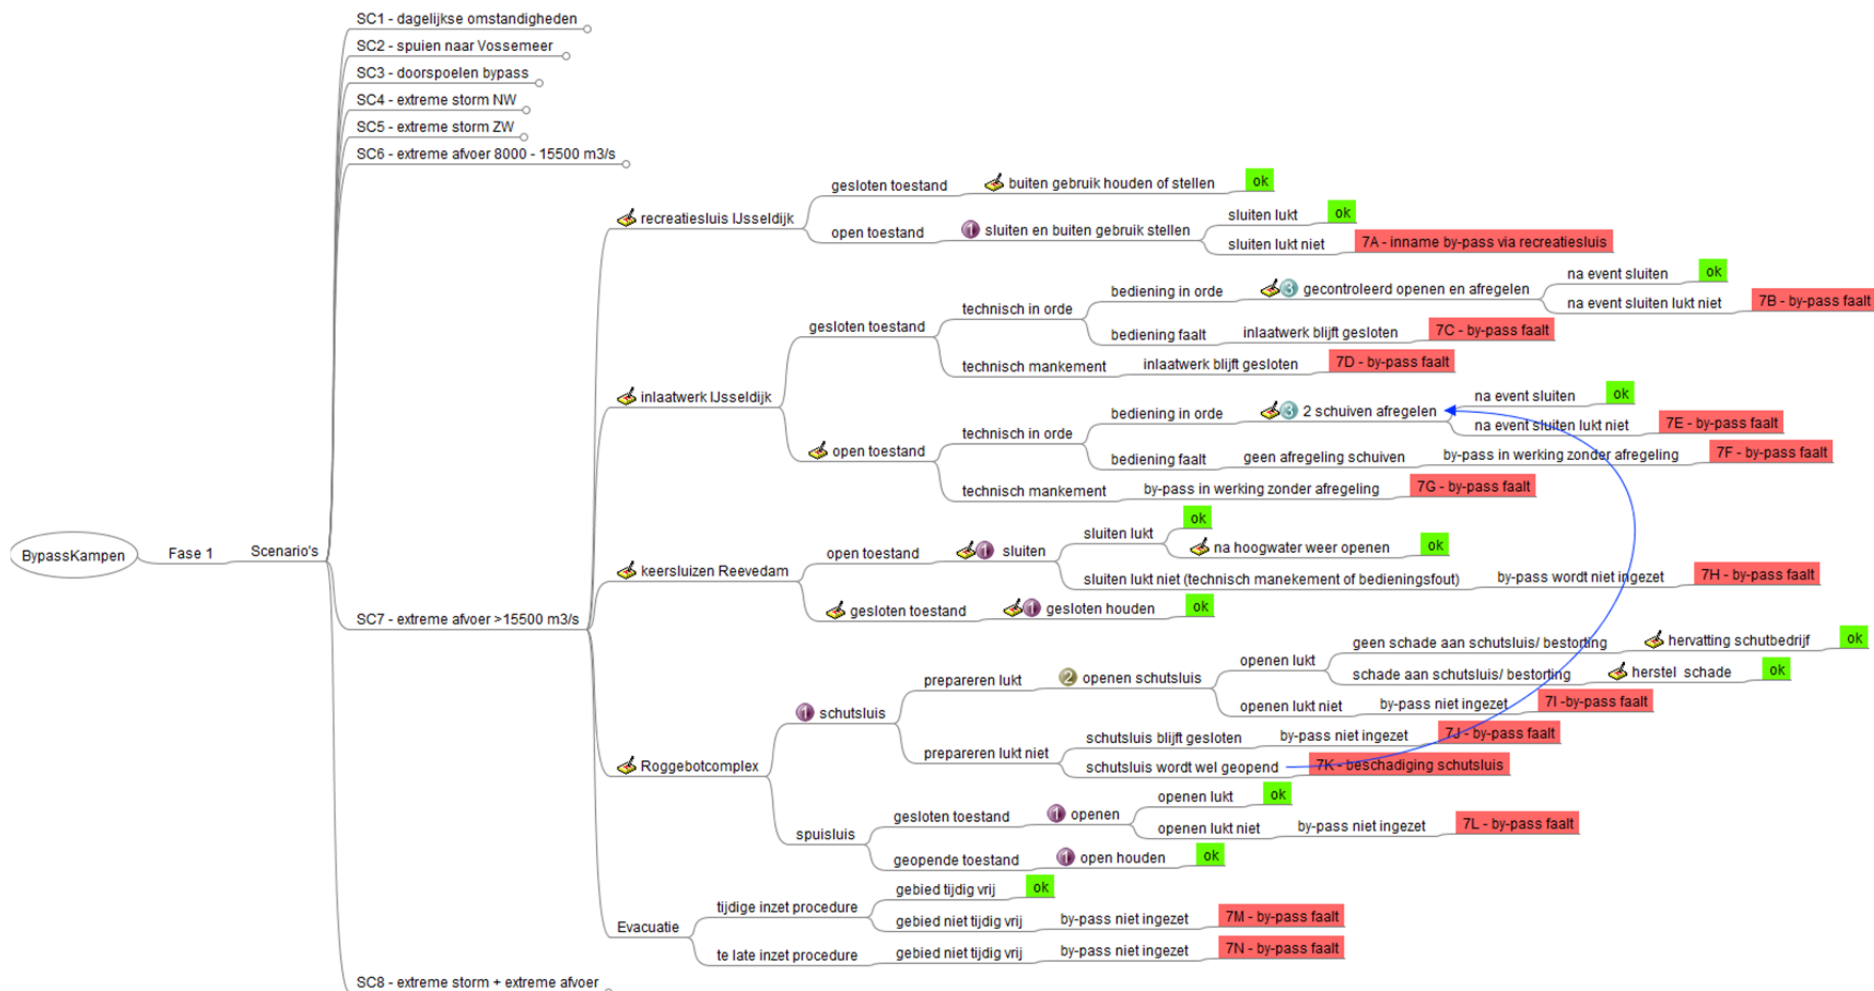 SC1 - dagelijkse omstandigheden
SC2 - spuien naar Vossemeer
SC3 - doorspoelen bypass
SC4 - extreme storm NW
SC5 - extreme storm ZW
SC6 - extreme afvoer 8000 - 15500 m3/s
BypassKampen
Fase 1
Scenario's
SC7 - extreme afvoer >15500 m3/s
recreatiesluis IJsseldijk
gesloten toestand
buiten gebruik houden of stellen
ok
open toestand
1 sluiten en buiten gebruik stellen
sluiten lukt
ok
sluiten lukt niet
7A - inname by-pass via recreatiesluis
inlaatwerk IJsseldijk
gesloten toestand
technisch in orde
bediening in orde
3 gecontroleerd openen en afregelen
na event sluiten
ok
na event sluiten lukt niet
7B - by-pass faalt
bediening faalt
inlaatwerk blijft gesloten
7C - by-pass faalt
technisch mankement
inlaatwerk blijft gesloten
7D - by-pass faalt
open toestand
technisch in orde
bediening in orde
3 2 schuiven afregelen
na event sluiten
ok
na event sluiten lukt niet
7E - by-pass faalt
bediening faalt
geen afregeling schuiven
by-pass in werking zonder afregeling
7F - by-pass faalt
technisch mankement
by-pass in werking zonder afregeling
7G - by-pass faalt
keersluizen Reevedam
open toestand
1 sluiten
sluiten lukt
ok
na hoogwater weer openen
ok
sluiten lukt niet (technisch manekement of bedieningsfout)
by-pass wordt niet ingezet
7H - by-pass faalt
gesloten toestand
1 gesloten houden
ok
Roggebotcomplex
1 schutsluis
prepareren lukt
2 openen schutsluis
openen lukt
geen schade aan schutsluis/ bestorting
hervatting schutbedrijf
ok
schade aan schutsluis/ bestorting
herstel schade
ok
openen lukt niet
by-pass niet ingezet
7I -by-pass faalt
prepareren lukt niet
schutsluis blijft gesloten
by-pass niet ingezet
7J - by-pass faalt
schutsluis wordt wel geopend
7K - beschadiging schutsluis
spuisluis
gesloten toestand
1 openen
openen lukt
ok
openen lukt niet
by-pass niet ingezet
7L - by-pass faalt
geopende toestand
1 open houden
ok
Evacuatie
tijdige inzet procedure
gebied tijdig vrij
ok
gebied niet tijdig vrij
by-pass niet ingezet
7M - by-pass faalt
te late inzet procedure
gebied niet tijdig vrij
by-pass niet ingezet
7N - by-pass faalt
SC8 - extreme storm + extreme afvoer